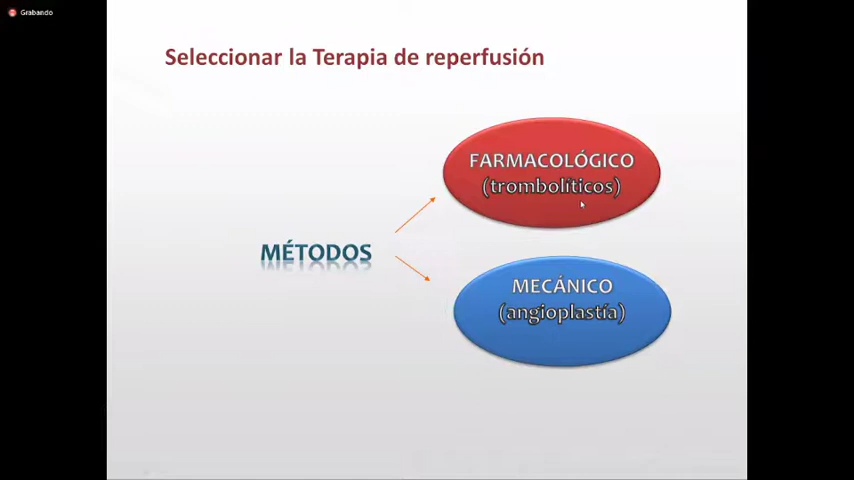 Grabando
Seleccionar la Terapia de reperfusión
FARMACOLÓGICO
(trombolíticos)
MÉTODOS
MECÁNICO
(angioplastía)